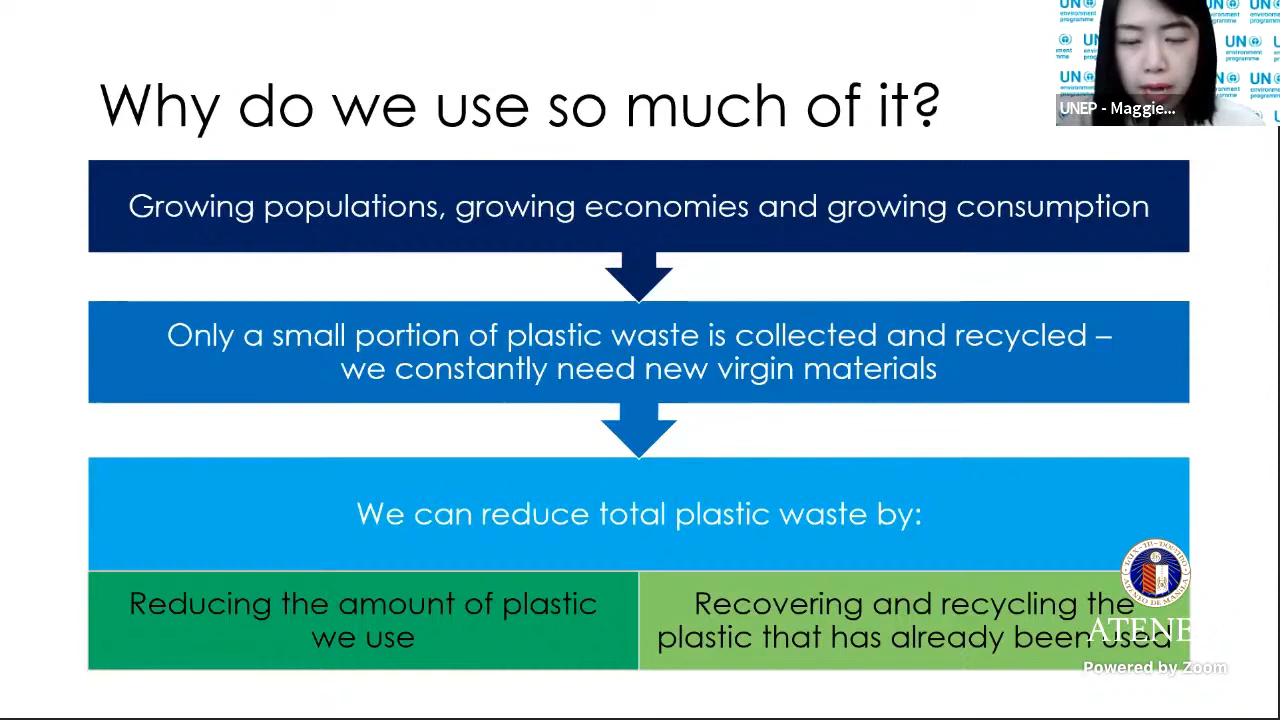 Why do we use so much of it?
UNEP - Maggie...
Growing populations, growing economies and growing consumption
Only a small portion of plastic waste is collected and recycled –
we constantly need new virgin materials
We can reduce total plastic waste by:
Reducing the amount of plastic
we use
Recovering and recycling the
plastic that has already been used
Powered by Zoom